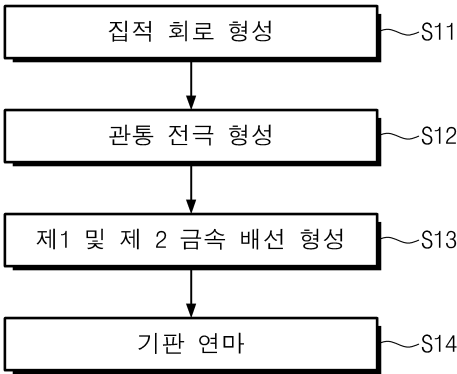 집적 회로 형성 S11
관통 전극 형성 S12
제1 및 제 2 금속 배선 형성 S13
기판 연마 S14